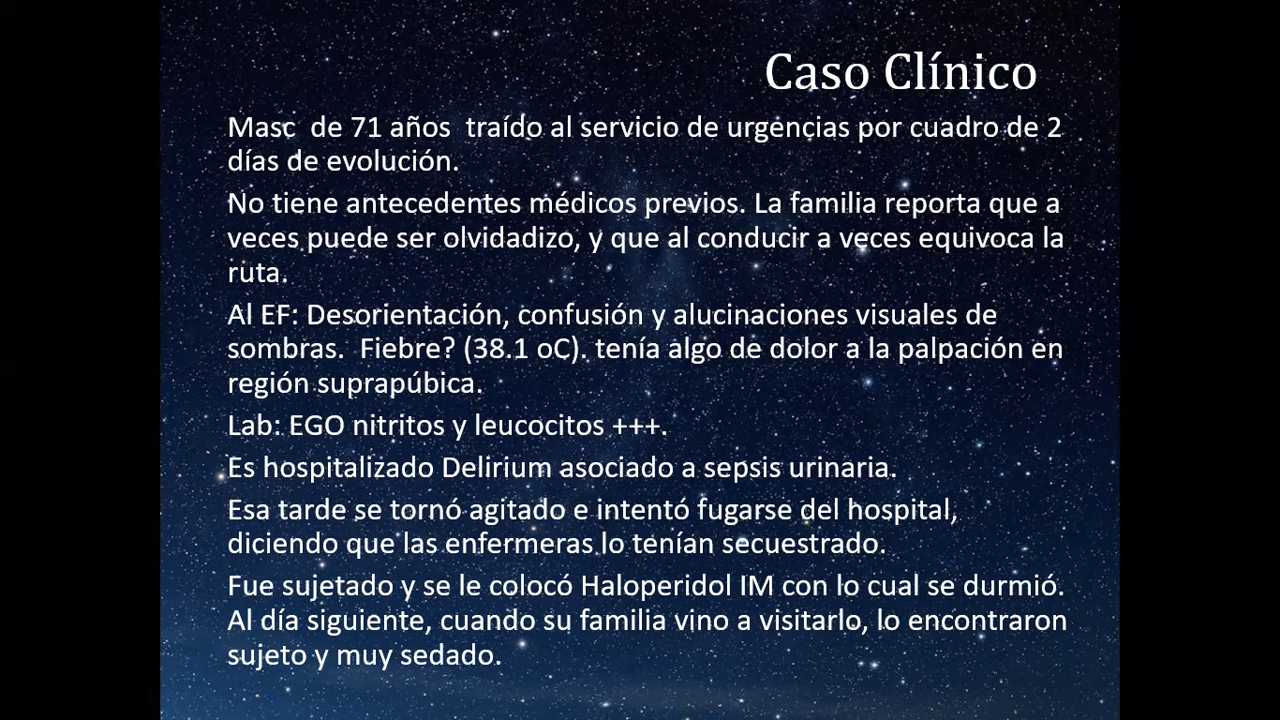 Caso Clínico
Masc de 71 años traído al servicio de urgencias por cuadro de 2
días de evolución.
No tiene antecedentes médicos previos. La familia reporta que a
veces puede ser olvidadizo, y que al conducir a veces equivoca la
ruta.
Al EF: Desorientación, confusión y alucinaciones visuales de
sombras. Fiebre? (38.1 oC). tenía algo de dolor a la palpación en
región suprapúbica.
Lab: EGO nitritos y leucocitos +++.
Es hospitalizado Delirium asociado a sepsis urinaria.
Esa tarde se tornó agitado e intentó fugarse del hospital,
diciendo que las enfermeras lo tenían secuestrado.
Fue sujetado y se le colocó Haloperidol IM con lo cual se durmió.
Al día siguiente, cuando su familia vino a visitarlo, lo encontraron
sujeto y muy sedado.